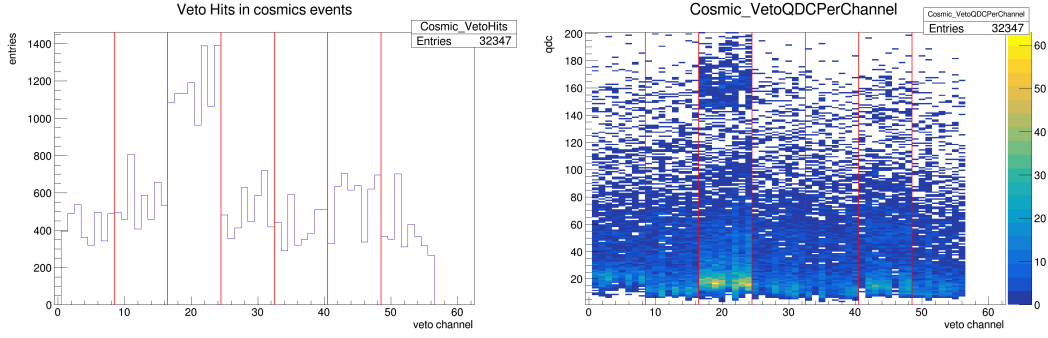 Veto Hits in cosmics events
Cosmic_VetoHits
Entries 32347
entries
1400
1200
1000
800
600
400
200
0
0 10 20 30 40 50 60
veto channel
Cosmic_VetoQDCPerChannel
Cosmic_VetoQDCPerChannel
Entries 32347
qdc
200
180
160
140
120
100
80
60
40
20
0 10 20 30 40 50 60
veto channel
60
50
40
30
20
10
0